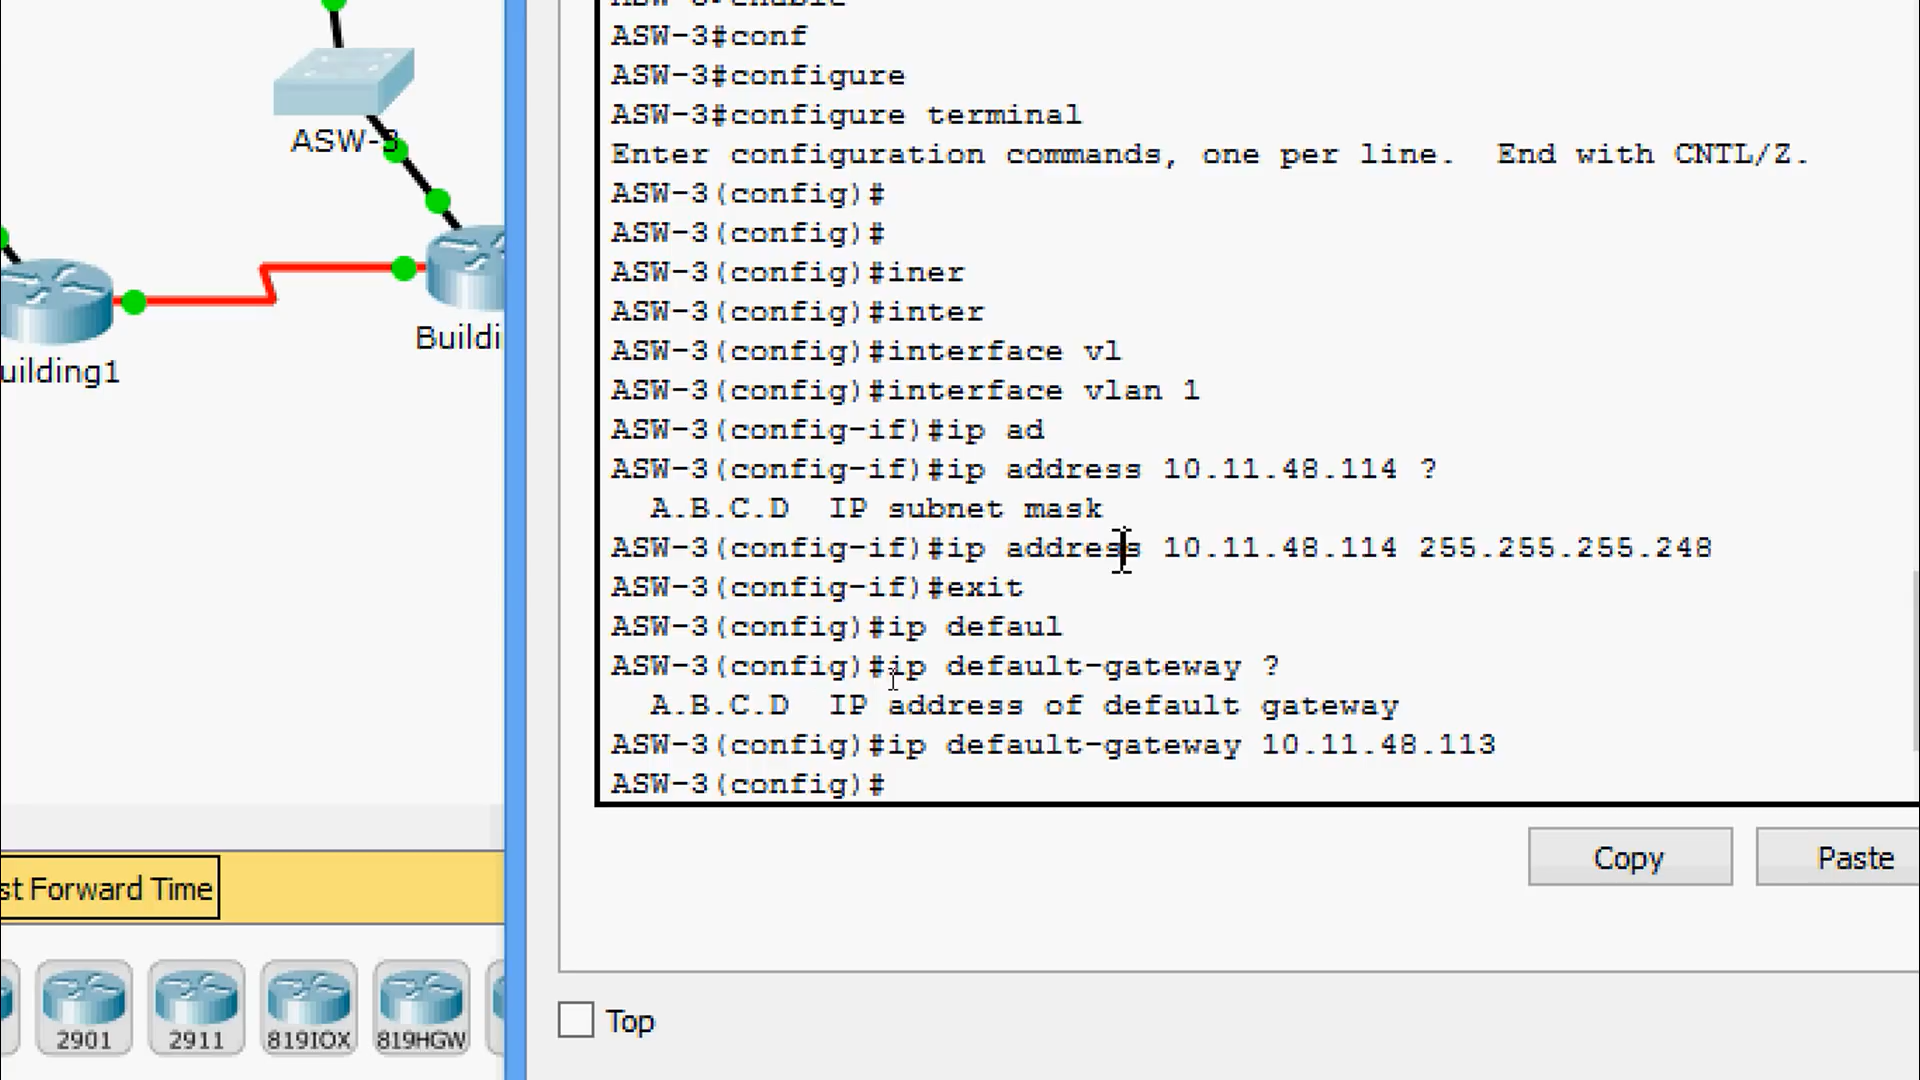 ASW-3#conf
ASW-3#configure
ASW-3#configure terminal
Enter configuration commands, one per line.  End with CNTL/Z.
ASW-3(config)#
ASW-3(config)#
ASW-3(config)#iner
ASW-3(config)#inter
ASW-3(config)#interface vl
ASW-3(config)#interface vlan 1
ASW-3(config-if)#ip ad
ASW-3(config-if)#ip address 10.11.48.114 ?
  A.B.C.D  IP subnet mask
ASW-3(config-if)#ip address 10.11.48.114 255.255.255.248
ASW-3(config-if)#exit
ASW-3(config)#ip defaul
ASW-3(config)#ip default-gateway ?
  A.B.C.D  IP address of default gateway
ASW-3(config)#ip default-gateway 10.11.48.113
ASW-3(config)#
ASW-3
Buildi
uilding1
Copy
Paste
st Forward Time
2901
2911
819IOX
819HGW
Top